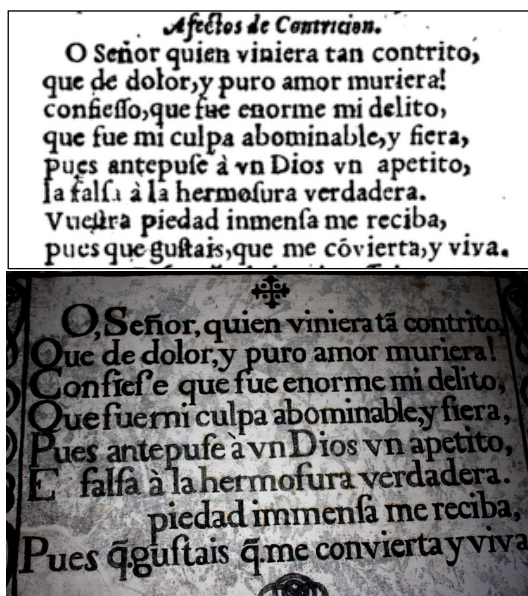 Afectos de Contricion.
O Señor quien viniera tan contrito,
que de dolor, y puro amor muriera!
confieſſo, que fue enorme mi delito,
que fue mi culpa abominable, y fiera,
pues antepuſe à vn Dios vn apetito,
la falſa à la hermoſura verdadera.
Vueſtra piedad inmenſa me reciba,
pues que guſtais, que me cõvierta, y viva.
O, Señor, quien viniera tã contrito,
Que de dolor, y puro amor muriera!
Confieſ e que fue enorme mi delito,
Que fue mi culpa abominable, y fiera,
Pues antepuſe à vn Dios vn apetito,
E falſa à la hermoſura verdadera.
piedad immenſa me reciba,
Pues q̃. guſtais q̃. me convierta y viva